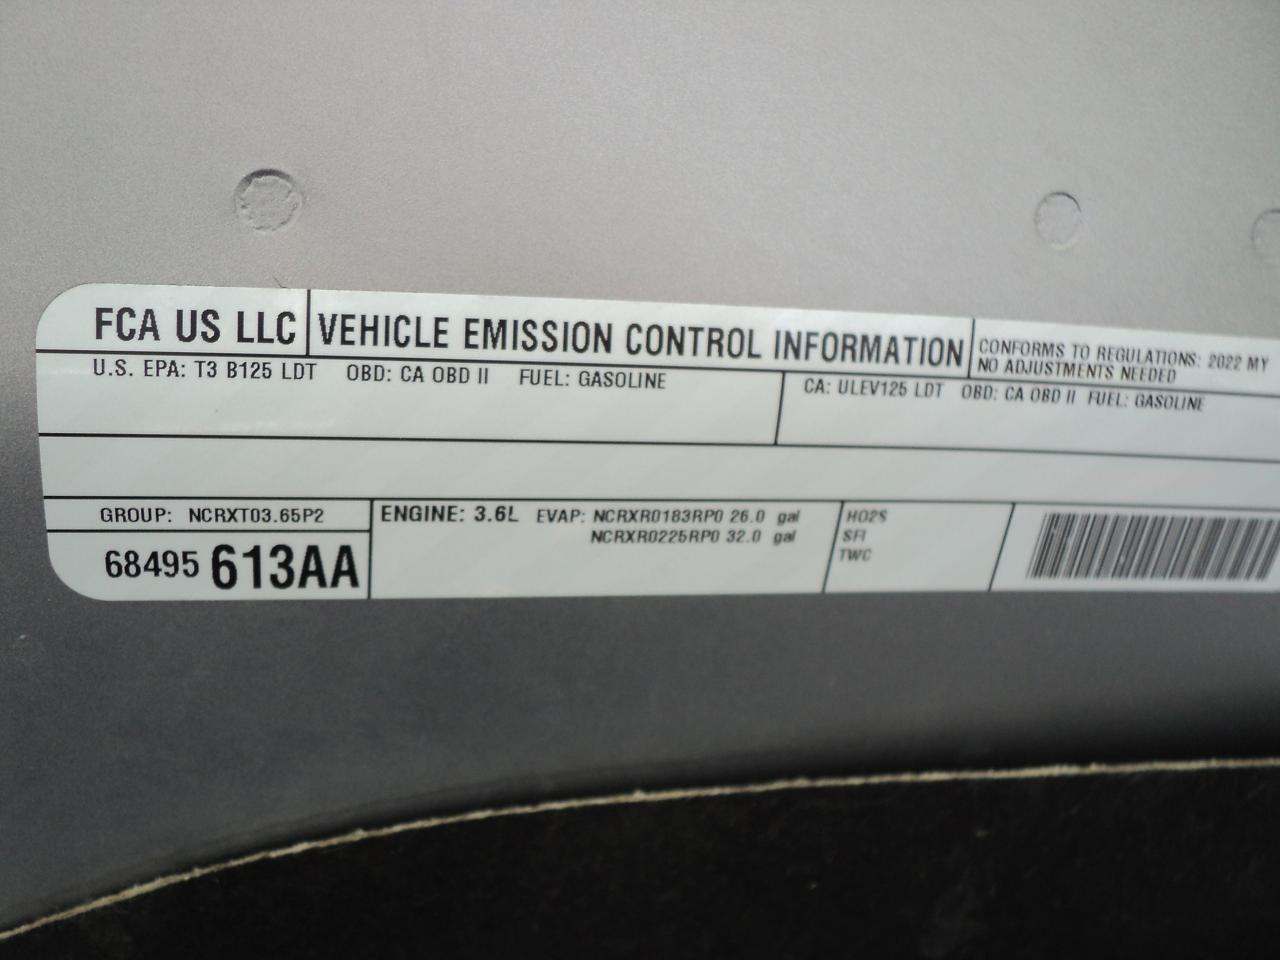 FCA US LLC VEHICLE EMISSION CONTROL INFORMATION
CONFORMS TO REGULATIONS: 2022 MY
NO ADJUSTMENTS NEEDED
U.S. EPA: T3 B125 LDT OBD: CA OBD II FUEL: GASOLINE
CA: ULEV125 LDT OBD: CA OBD II FUEL: GASOLINE
GROUP: NCRXT03.65P2
68495 613AA
ENGINE: 3.6L EVAP: NCRXR0183RP0 26.0 gal
NCRXR0225RP0 32.0 gal
HO2S
SFI
TWC